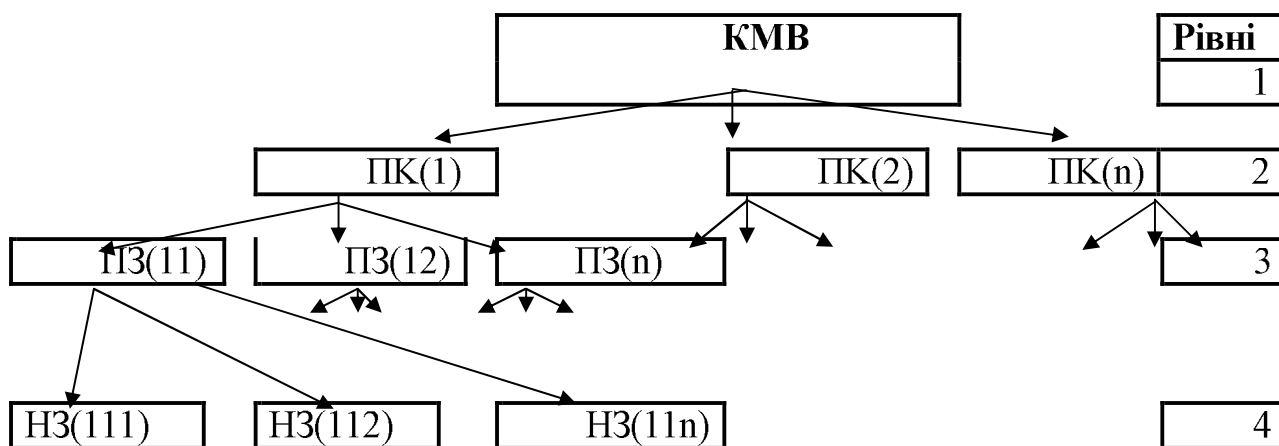 КМВ Рівні
1
ПК(1) ПК(2) ПК(n) 2
ПЗ(11) ПЗ(12) ПЗ(n) 3
НЗ(111) НЗ(112) НЗ(11n) 4